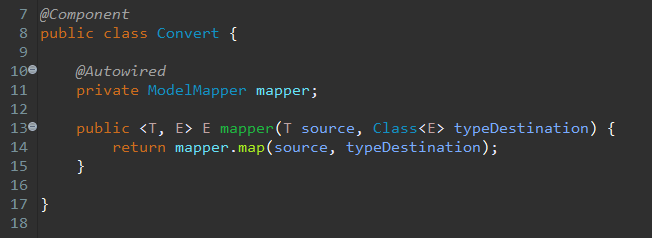 7 @Component
8 public class Convert {
9
10 @Autowired
11 private ModelMapper mapper;
12
13 public <T, E> E mapper(T source, Class<E> typeDestination) {
14 return mapper.map(source, typeDestination);
15 }
16
17 }
18